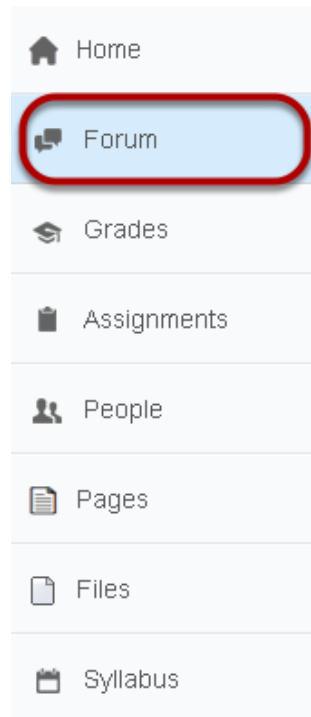 Home
Forum
Grades
Assignments
People
Pages
Files
Syllabus